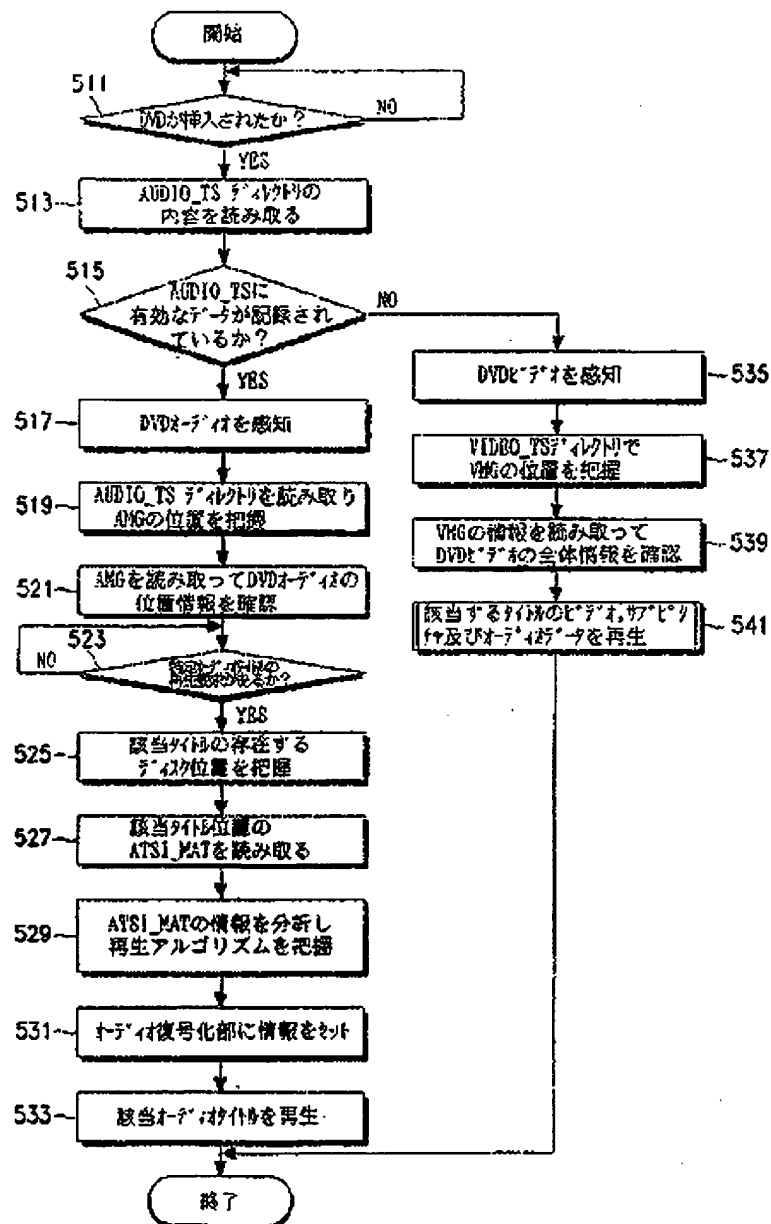 開始
511
DVDが挿入されたか?
NO
YES
513
AUDIO_TS ディレクトリの
内容を読み取る
515
AUDIO_TSに
有効なデータが記録され
ているか?
NO
YES
517
DVDオーディオを感知
519
AUDIO_TS ディレクトリを読み取り
AMGの位置を把握
521
AMGを読み取ってDVDオーディオの
位置情報を確認
523
NO
YES
525
該当タイトルの存在する
ディスク位置を把握
527
該当タイトル位置の
ATSI_MATを読み取る
529
ATSI_MATの情報を分析し
再生アルゴリズムを把握
531
オーディオ復号化部に情報をセット
533
該当オーディオタイトルを再生
DVDビデオを感知
535
VIDEO_TSディレクトリで
VMGの位置を把握
537
VMGの情報を読み取って
DVDビデオの全体情報を確認
539
該当するタイトルのビデオ,サブピク
チャ及びオーディオデータを再生
541
終了